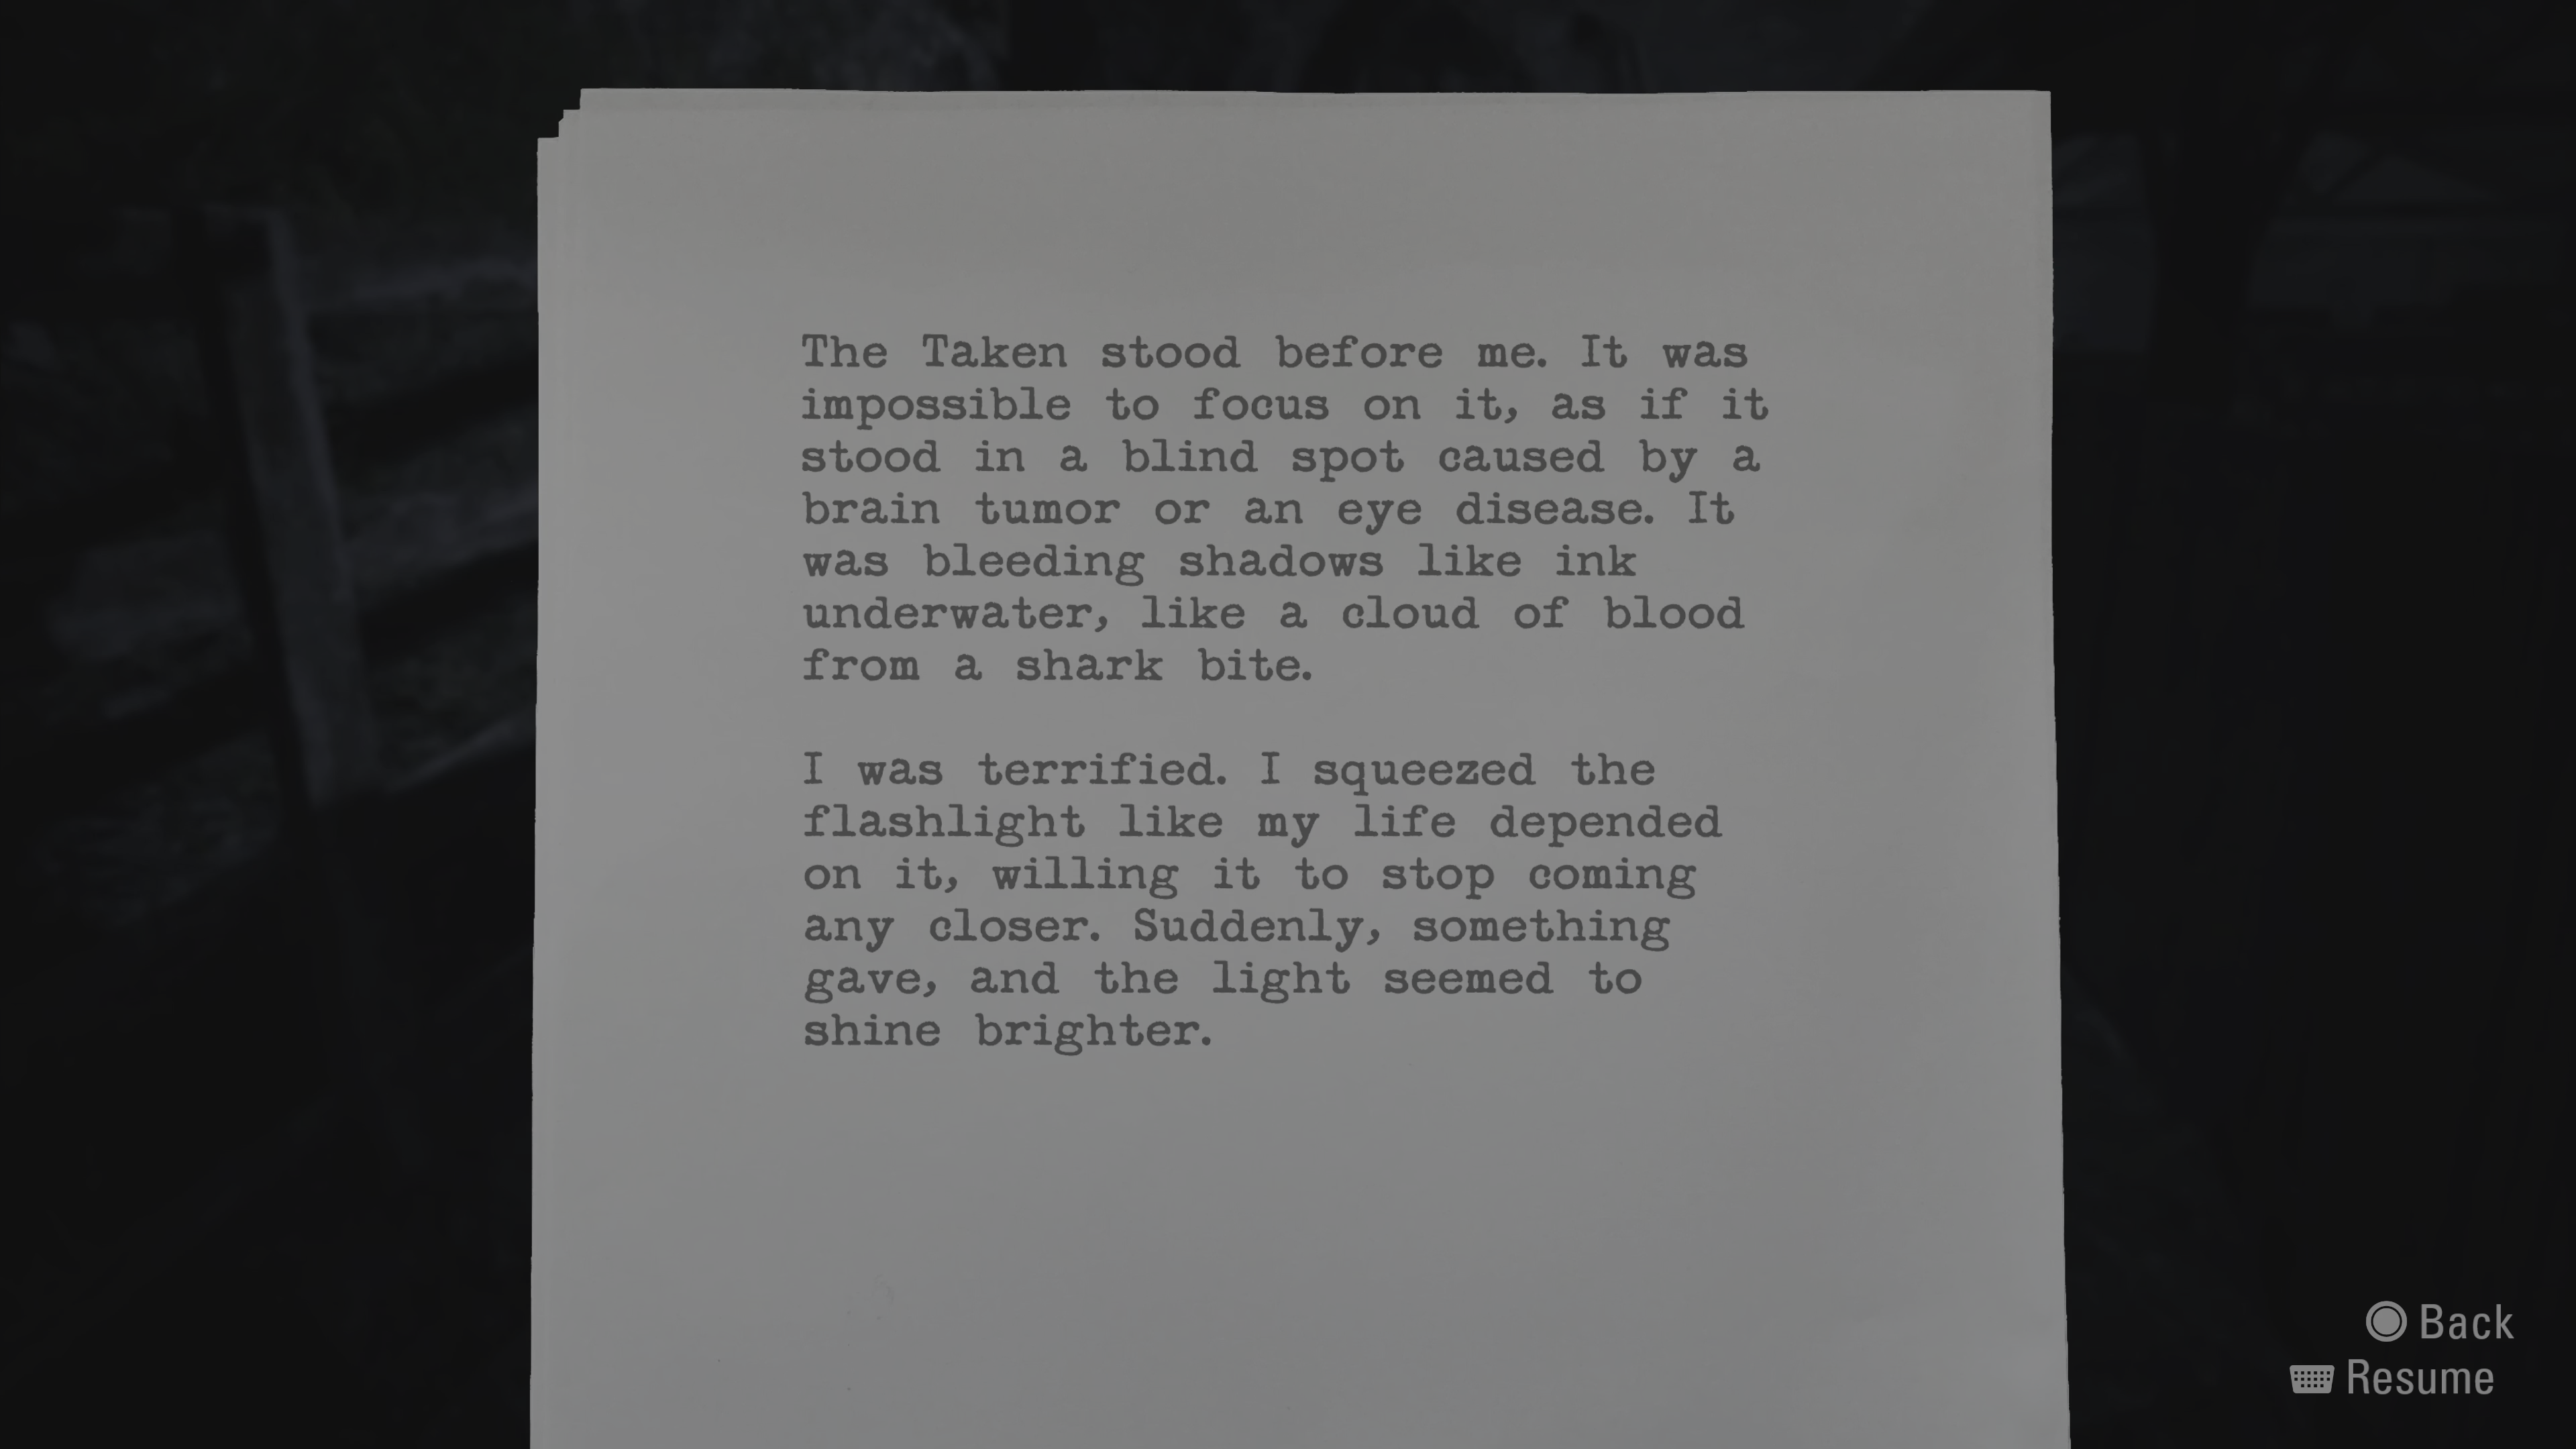 The Taken stood before me. It was
impossible to focus on it, as if it
stood in a blind spot caused by a
brain tumor or an eye disease. It
was bleeding shadows like ink
underwater, like a cloud of blood
from a shark bite.
I was terrified. I squeezed the
flashlight like my life depended
on it, willing it to stop coming
any closer. Suddenly, something
gave, and the light seemed to
shine brighter.
Back
Resume